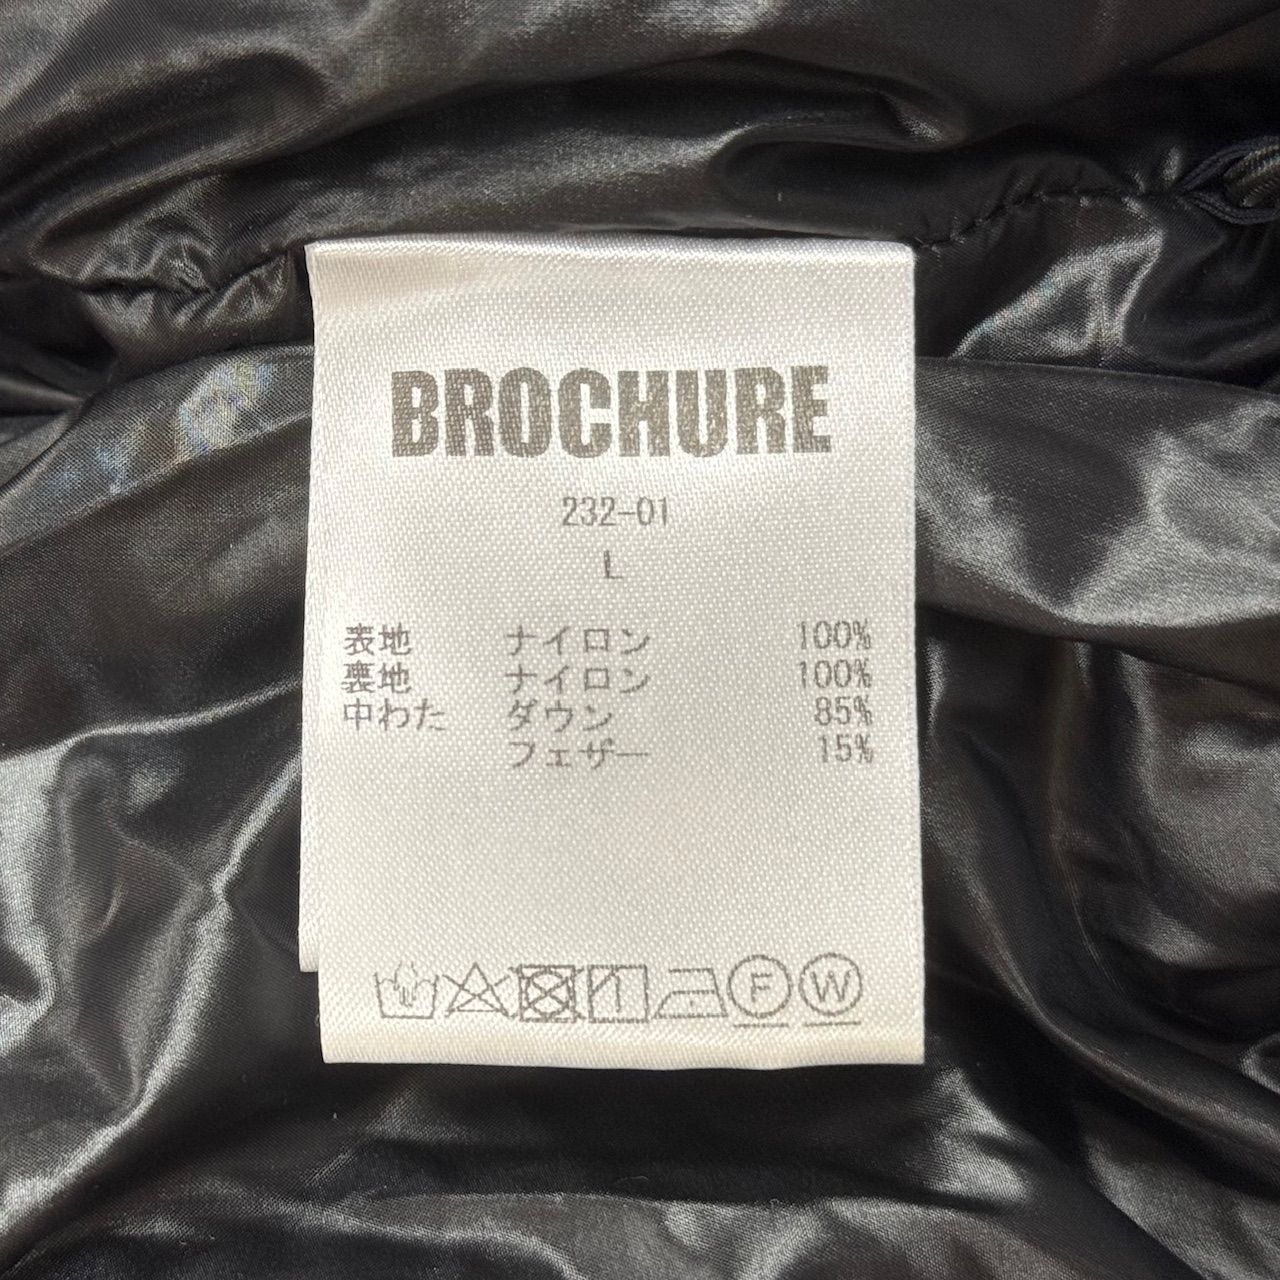 BROCHURE
232-01
L
表地 ナイロン 100%
裏地 ナイロン 100%
中わた ダウン 85%
フェザー 15%
F W